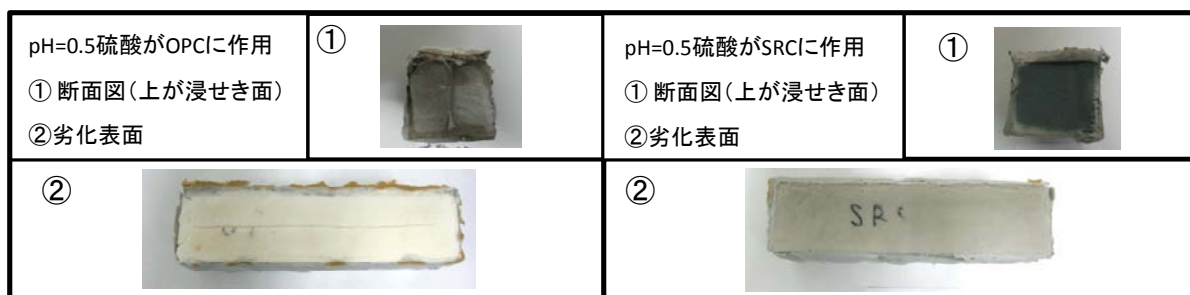 pH=0.5硫酸がOPCに作用
① 断面図(上が浸せき面)
②劣化表面
①
pH=0.5硫酸がSRCに作用
① 断面図(上が浸せき面)
②劣化表面
①
②
②
SRC